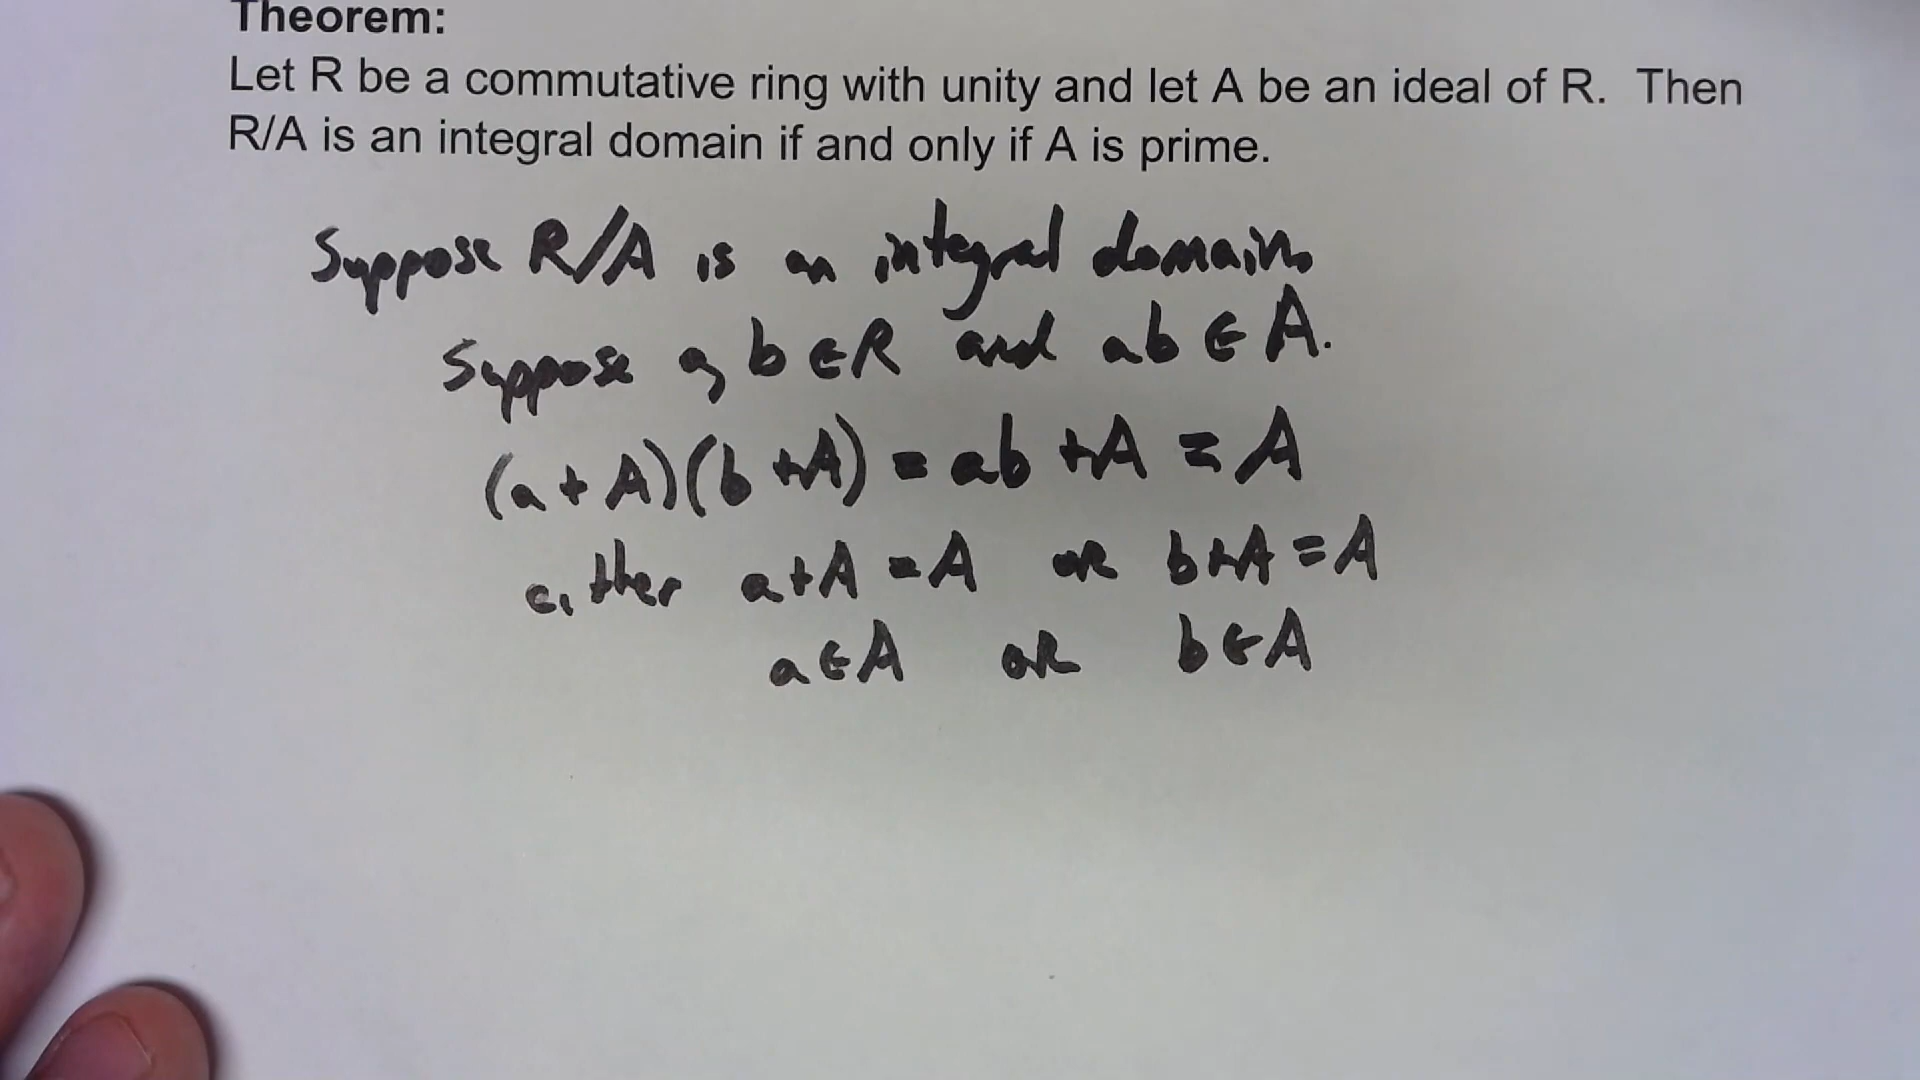 Theorem:
Let R be a commutative ring with unity and let A be an ideal of R. Then
R/A is an integral domain if and only if A is prime.
Suppose R/A is an integral domain.
Suppose a, b ∈ R and ab ∈ A.
(a + A)(b + A) = ab + A = A
either a + A = A or b + A = A
a ∈ A or b ∈ A